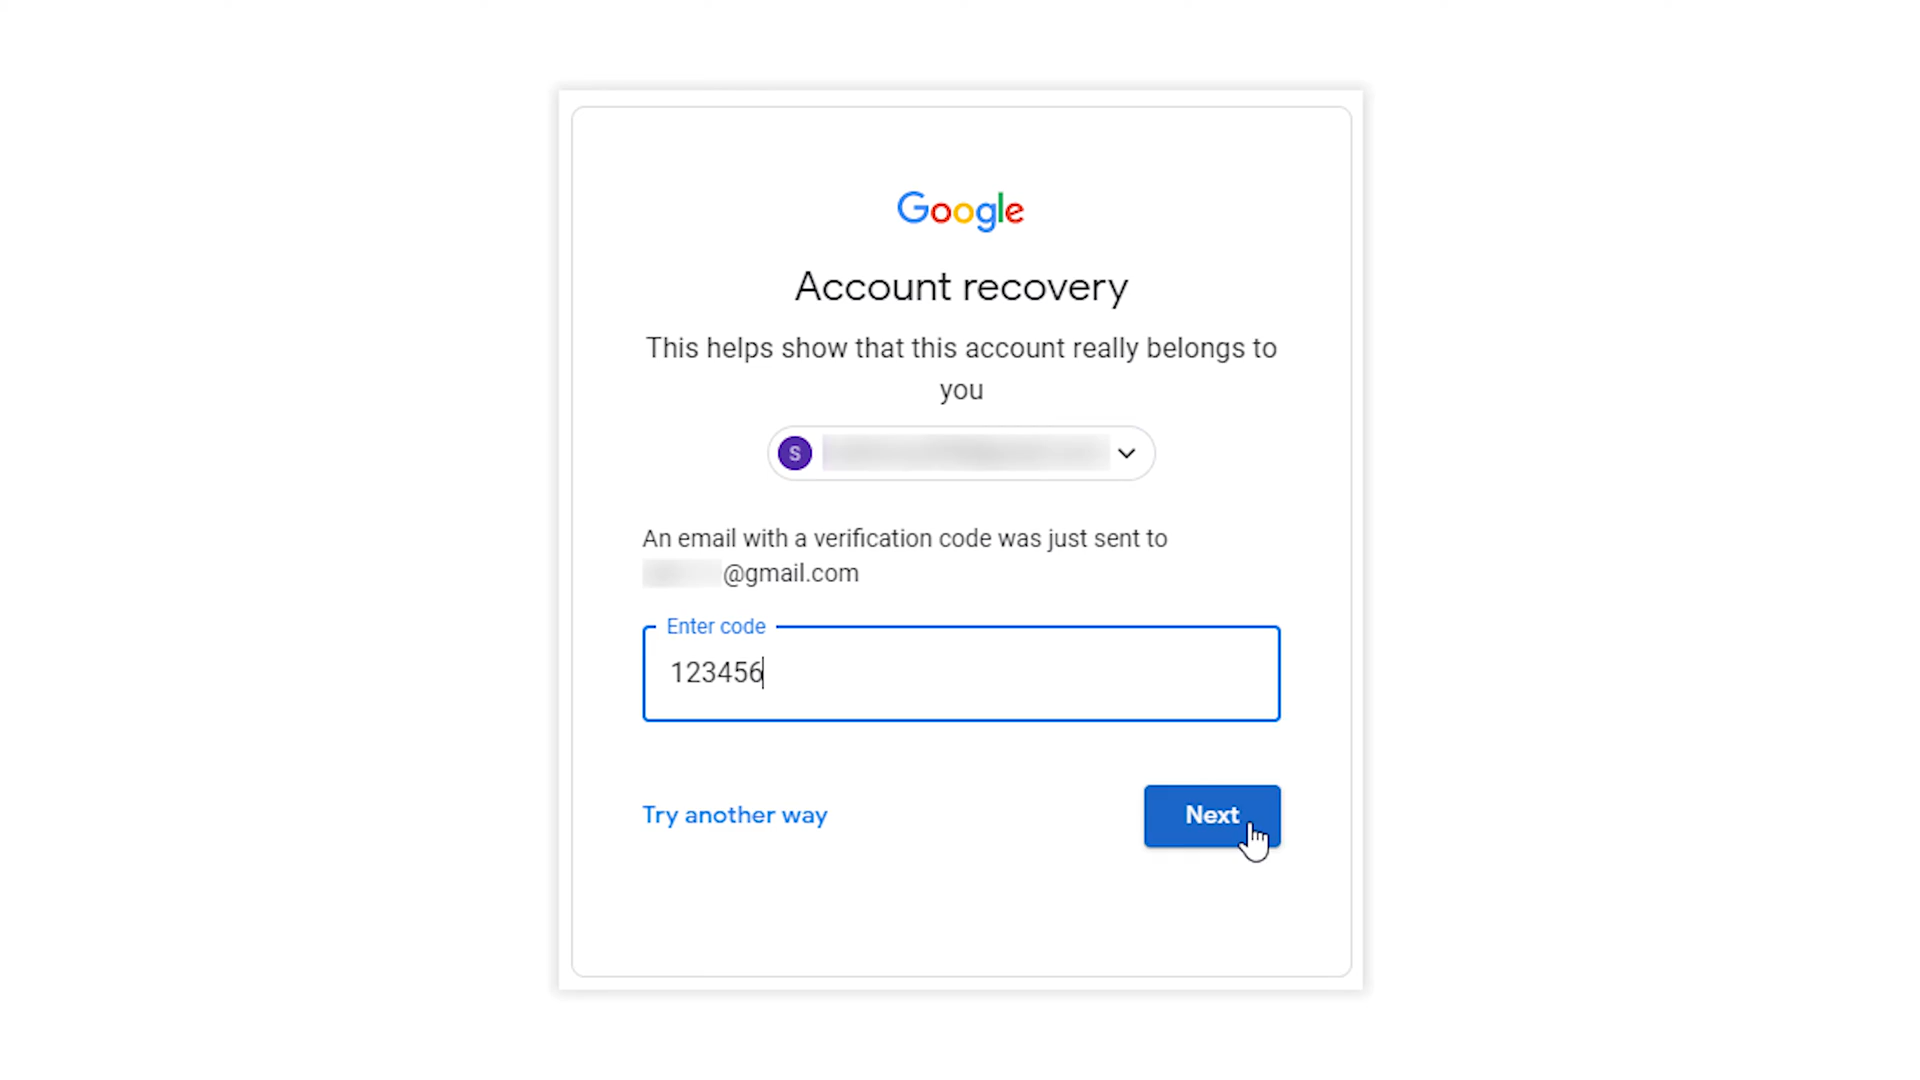 Google
Account recovery
This helps show that this account really belongs to
you
S
An email with a verification code was just sent to
@gmail.com
Enter code
123456
Try another way
Next